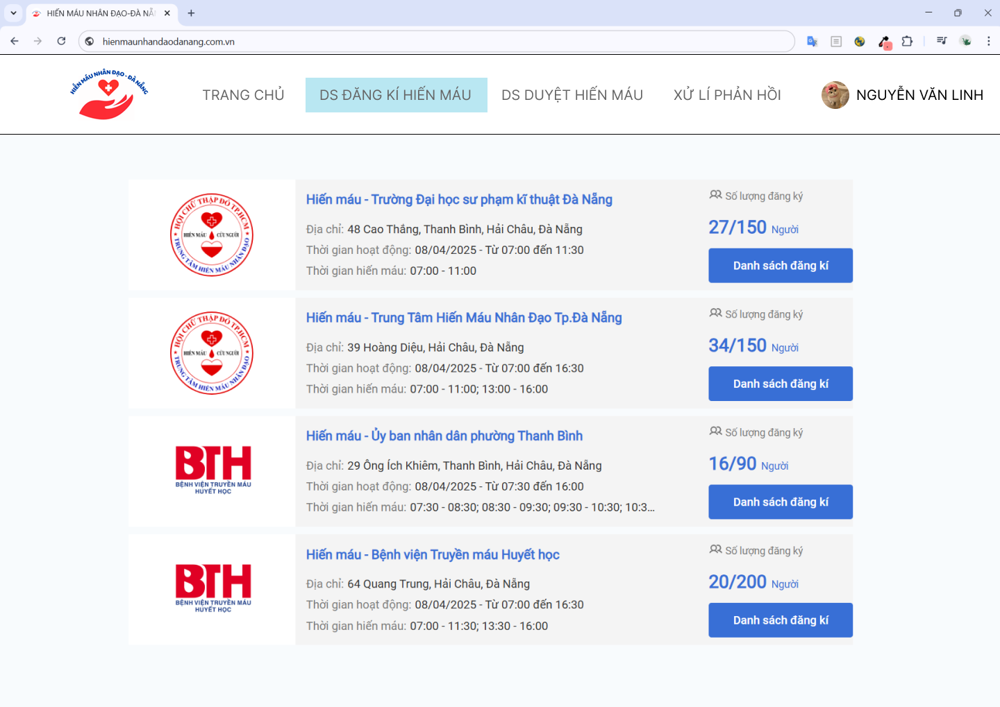 HIẾN MÁU NHÂN ĐẠO-ĐÀ NẴ
hienmaunhandaodanang.com.vn
HIẾN MÁU NHÂN ĐẠO - ĐÀ NẴNG
TRANG CHỦ
DS ĐĂNG KÍ HIẾN MÁU
DS DUYỆT HIẾN MÁU
XỬ LÍ PHẢN HỒI
NGUYỄN VĂN LINH
HỘI CHỮ THẬP ĐỎ TP.HCM
HIẾN MÁU CỨU NGƯỜI
TRUNG TÂM HIẾN MÁU NHÂN ĐẠO
Hiến máu - Trường Đại học sư phạm kĩ thuật Đà Nẵng
Địa chỉ: 48 Cao Thắng, Thanh Bình, Hải Châu, Đà Nẵng
Thời gian hoạt động: 08/04/2025 - Từ 07:00 đến 11:30
Thời gian hiến máu: 07:00 - 11:00
Số lượng đăng ký
27/150 Người
Danh sách đăng kí
HỘI CHỮ THẬP ĐỎ TP.HCM
HIẾN MÁU CỨU NGƯỜI
TRUNG TÂM HIẾN MÁU NHÂN ĐẠO
Hiến máu - Trung Tâm Hiến Máu Nhân Đạo Tp.Đà Nẵng
Địa chỉ: 39 Hoàng Diệu, Hải Châu, Đà Nẵng
Thời gian hoạt động: 08/04/2025 - Từ 07:00 đến 16:30
Thời gian hiến máu: 07:00 - 11:00; 13:00 - 16:00
Số lượng đăng ký
34/150 Người
Danh sách đăng kí
BTH
BỆNH VIỆN TRUYỀN MÁU
HUYẾT HỌC
Hiến máu - Ủy ban nhân dân phường Thanh Bình
Địa chỉ: 29 Ông Ích Khiêm, Thanh Bình, Hải Châu, Đà Nẵng
Thời gian hoạt động: 08/04/2025 - Từ 07:30 đến 16:00
Thời gian hiến máu: 07:30 - 08:30; 08:30 - 09:30; 09:30 - 10:30; 10:3...
Số lượng đăng ký
16/90 Người
Danh sách đăng kí
BTH
BỆNH VIỆN TRUYỀN MÁU
HUYẾT HỌC
Hiến máu - Bệnh viện Truyền máu Huyết học
Địa chỉ: 64 Quang Trung, Hải Châu, Đà Nẵng
Thời gian hoạt động: 08/04/2025 - Từ 07:00 đến 16:30
Thời gian hiến máu: 07:00 - 11:30; 13:30 - 16:00
Số lượng đăng ký
20/200 Người
Danh sách đăng kí